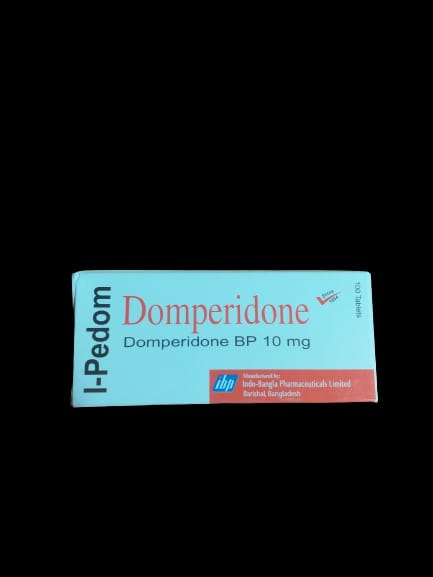 I-Pedom
Domperidone
Domperidone BP 10 mg
100 Tablets
ibp
Manufactured by:
Indo-Bangla Pharmaceuticals Limited
Barishal, Bangladesh